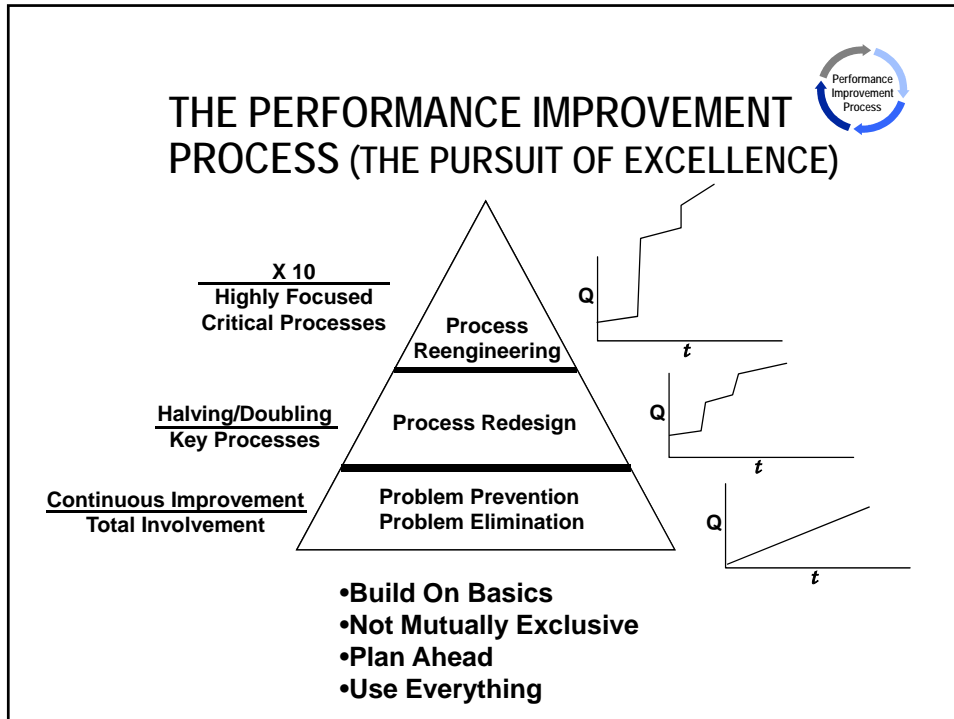 Performance
Improvement
Process
THE PERFORMANCE IMPROVEMENT
PROCESS (THE PURSUIT OF EXCELLENCE)
X 10
Highly Focused
Critical Processes
Process
Reengineering
Q
t
Halving/Doubling
Key Processes
Process Redesign
Q
t
Continuous Improvement
Total Involvement
Problem Prevention
Problem Elimination
Q
t
•Build On Basics
•Not Mutually Exclusive
•Plan Ahead
•Use Everything